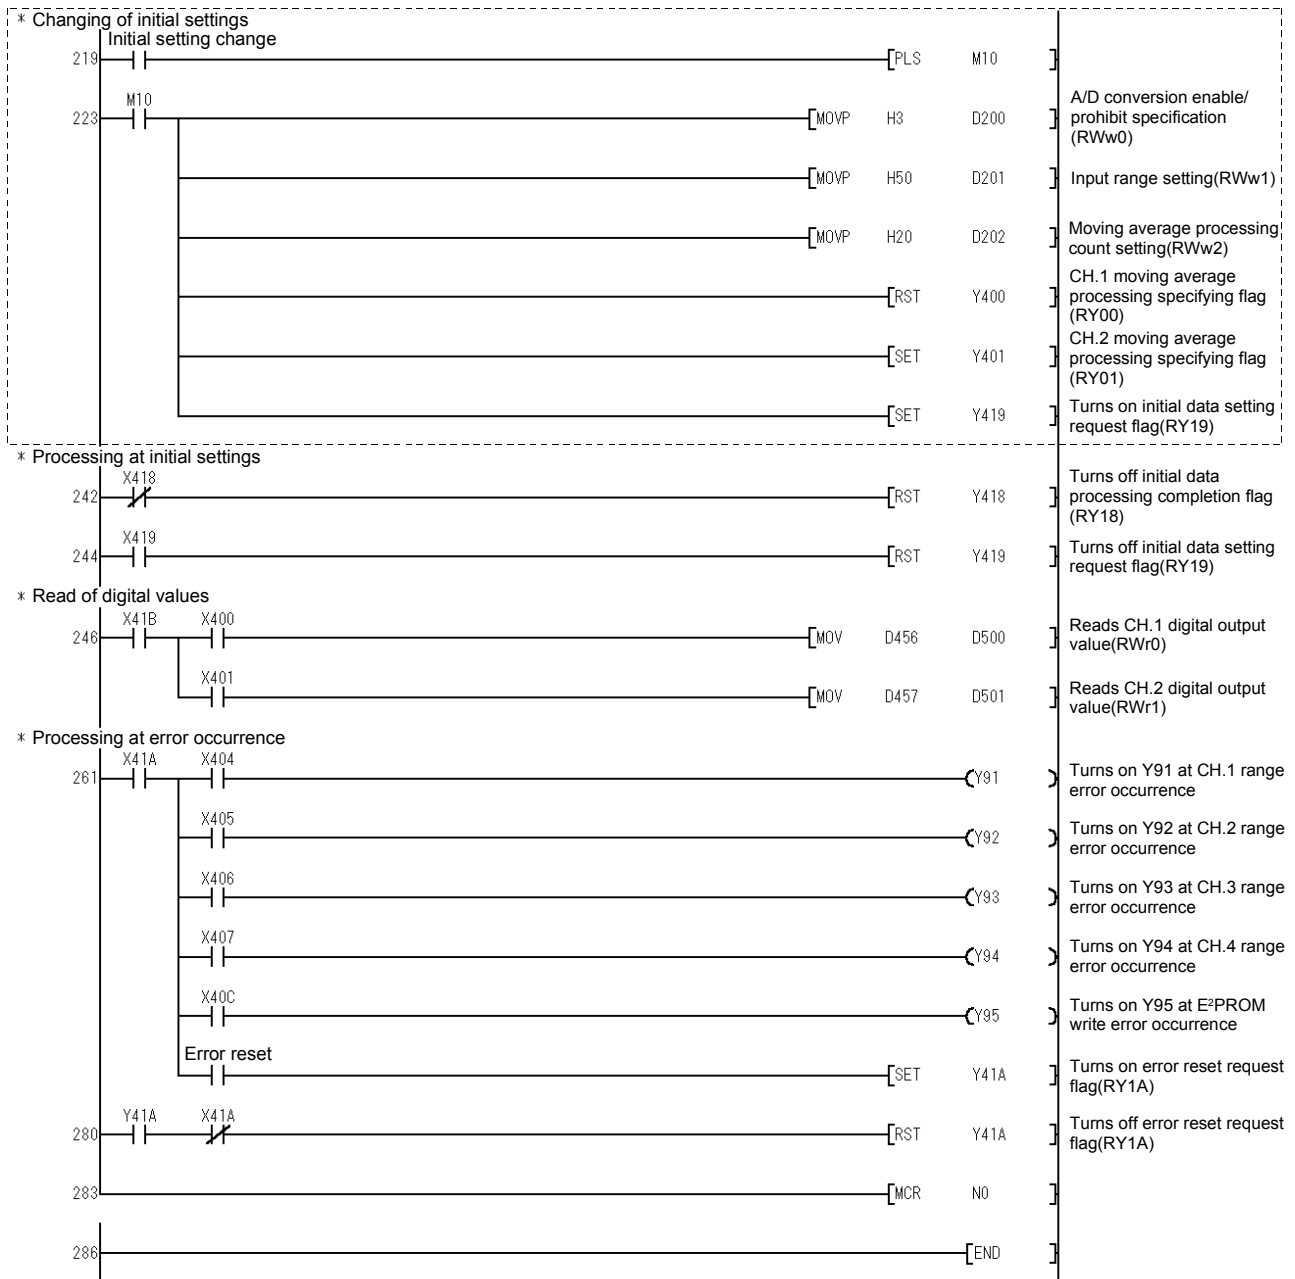 * Changing of initial settings
Initial setting change
219 PLS M10
M10
223 MOVP H3 D200
A/D conversion enable/
prohibit specification
(RWw0)
MOVP H50 D201 Input range setting(RWw1)
MOVP H20 D202
Moving average processing
count setting(RWw2)
RST Y400
CH.1 moving average
processing specifying flag
(RY00)
SET Y401
CH.2 moving average
processing specifying flag
(RY01)
SET Y419
Turns on initial data setting
request flag(RY19)
* Processing at initial settings
X418
242 RST Y418
Turns off initial data
processing completion flag
(RY18)
X419
244 RST Y419
Turns off initial data setting
request flag(RY19)
* Read of digital values
X41B X400
246 MOV D456 D500
Reads CH.1 digital output
value(RWr0)
X401
MOV D457 D501
Reads CH.2 digital output
value(RWr1)
* Processing at error occurrence
X41A X404
261 Y91
Turns on Y91 at CH.1 range
error occurrence
X405
Y92
Turns on Y92 at CH.2 range
error occurrence
X406
Y93
Turns on Y93 at CH.3 range
error occurrence
X407
Y94
Turns on Y94 at CH.4 range
error occurrence
X40C
Y95
Turns on Y95 at E²PROM
write error occurrence
Error reset
SET Y41A
Turns on error reset request
flag(RY1A)
Y41A X41A
280 RST Y41A
Turns off error reset request
flag(RY1A)
283 MCR N0
286 END